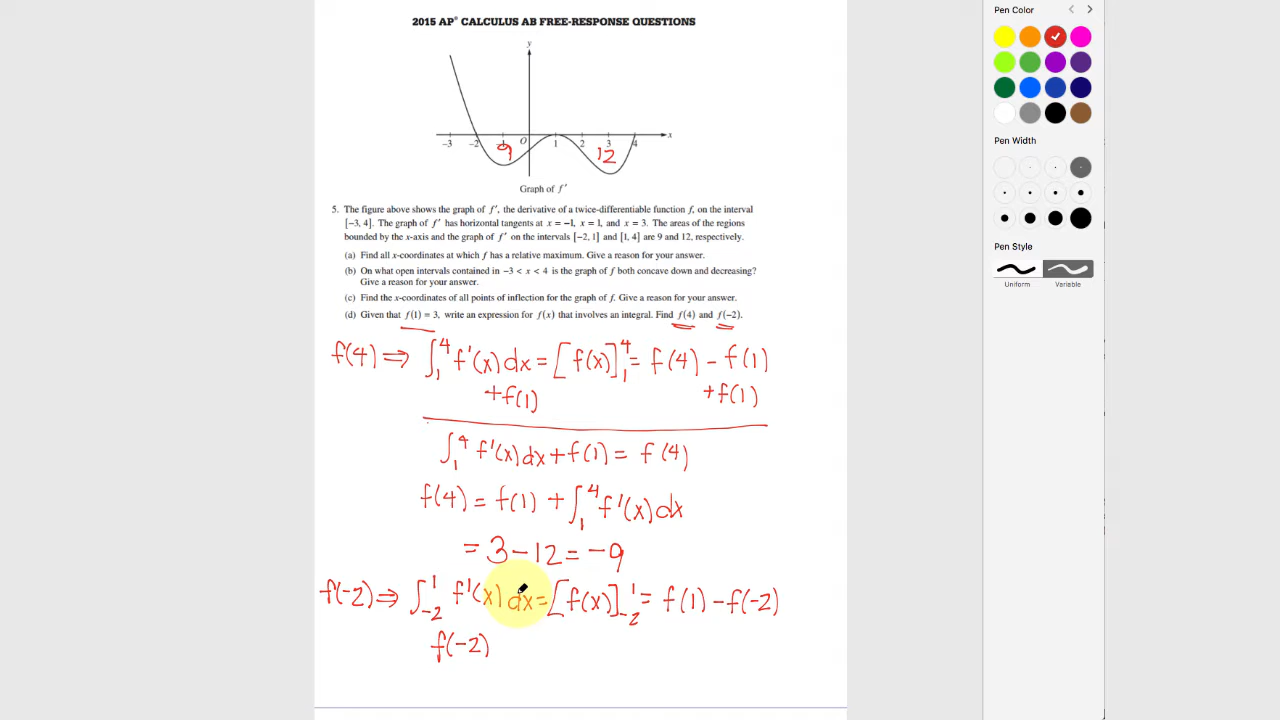 2015 AP® CALCULUS AB FREE-RESPONSE QUESTIONS
y
-3 -2 -1 O 1 2 3 4 x
9 12
Graph of f'
5. The figure above shows the graph of f', the derivative of a twice-differentiable function f, on the interval
[-3, 4]. The graph of f' has horizontal tangents at x = -1, x = 1, and x = 3. The areas of the regions
bounded by the x-axis and the graph of f' on the intervals [-2, 1] and [1, 4] are 9 and 12, respectively.
(a) Find all x-coordinates at which f has a relative maximum. Give a reason for your answer.
(b) On what open intervals contained in -3 < x < 4 is the graph of f both concave down and decreasing?
Give a reason for your answer.
(c) Find the x-coordinates of all points of inflection for the graph of f. Give a reason for your answer.
(d) Given that f(1) = 3, write an expression for f(x) that involves an integral. Find f(4) and f(-2).
f(4) ⇒ ∫₁⁴ f'(x)dx = [f(x)]₁⁴ = f(4) - f(1)
+f(1) +f(1)
∫₁⁴ f'(x)dx + f(1) = f(4)
f(4) = f(1) + ∫₁⁴ f'(x)dx
= 3 - 12 = -9
f(-2) ⇒ ∫₋₂¹ f'(x)dx = [f(x)]₋₂¹ = f(1) - f(-2)
f(-2)
Pen Color
Pen Width
Pen Style
Uniform Variable